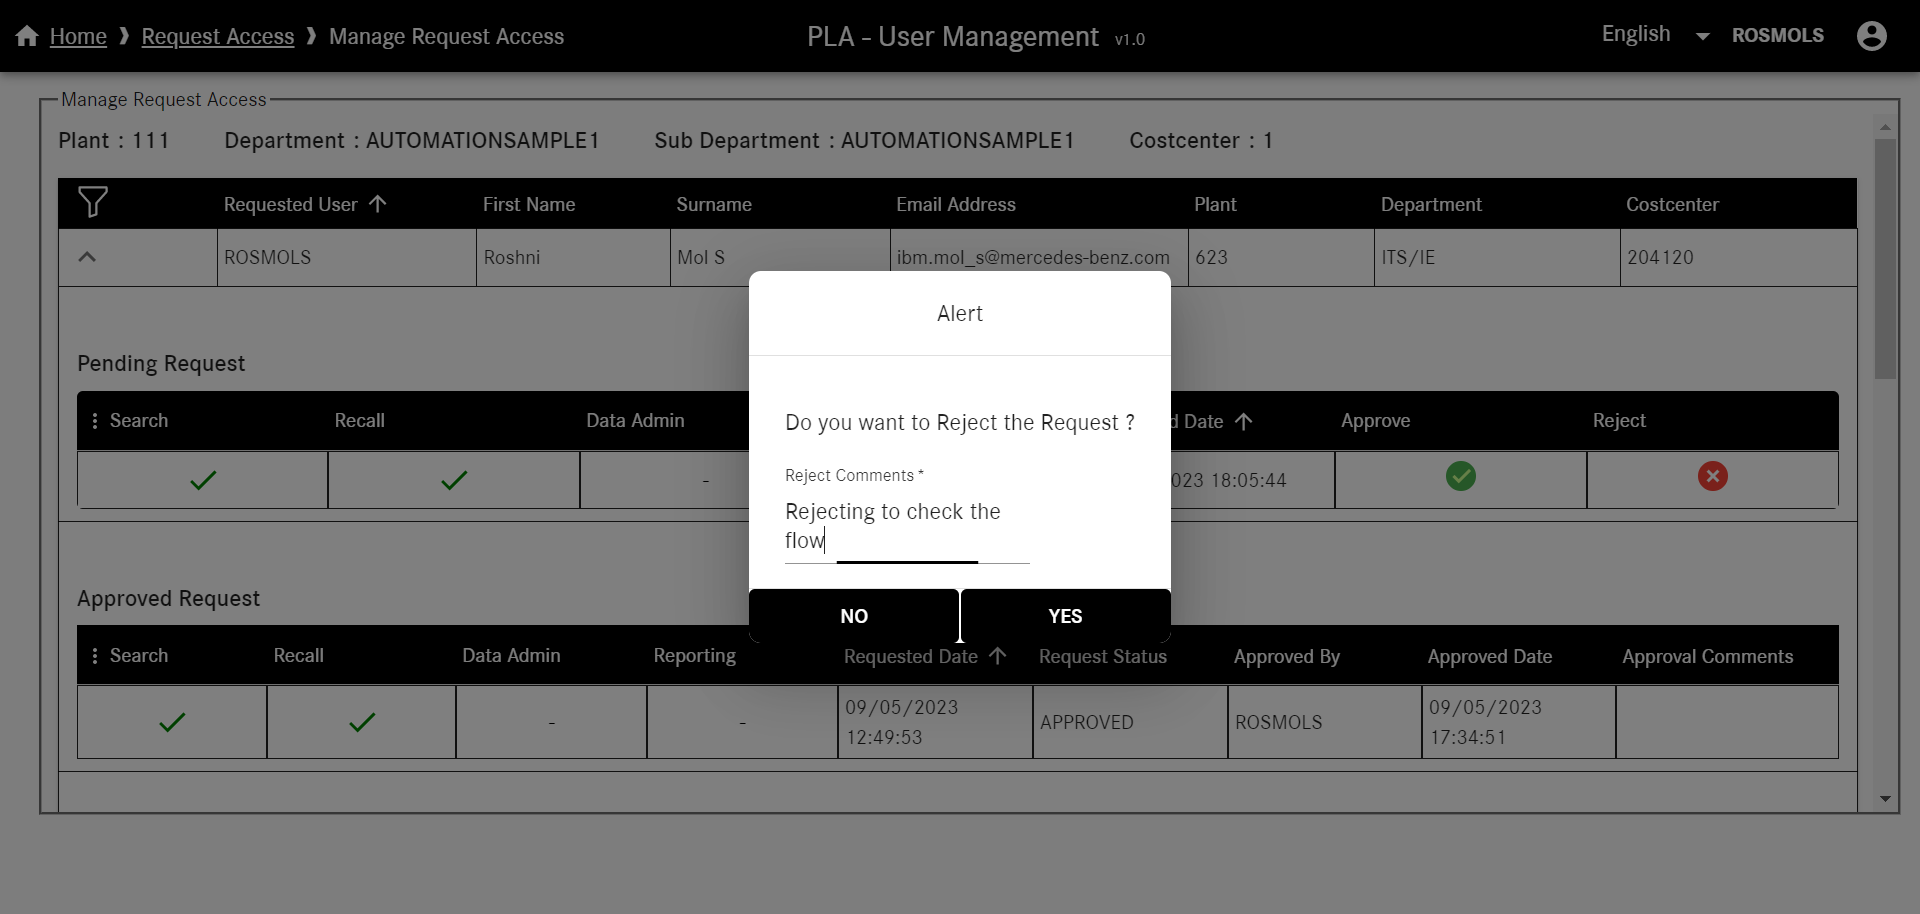 Home ❱ Request Access ❱ Manage Request Access
PLA - User Management v1.0
English ROSMOLS
Manage Request Access
Plant : 111 Department : AUTOMATIONSAMPLE1 Sub Department : AUTOMATIONSAMPLE1 Costcenter : 1
Requested User First Name Surname Email Address Plant Department Costcenter
ROSMOLS Roshni Mol S ibm.mol_s@mercedes-benz.com 623 ITS/IE 204120
Alert
Do you want to Reject the Request ?
Reject Comments *
Rejecting to check the
flow
NO YES
Pending Request
Search Recall Data Admin d Date Approve Reject
- 023 18:05:44
Approved Request
Search Recall Data Admin Reporting Requested Date Request Status Approved By Approved Date Approval Comments
- - 09/05/2023 12:49:53 APPROVED ROSMOLS 09/05/2023 17:34:51